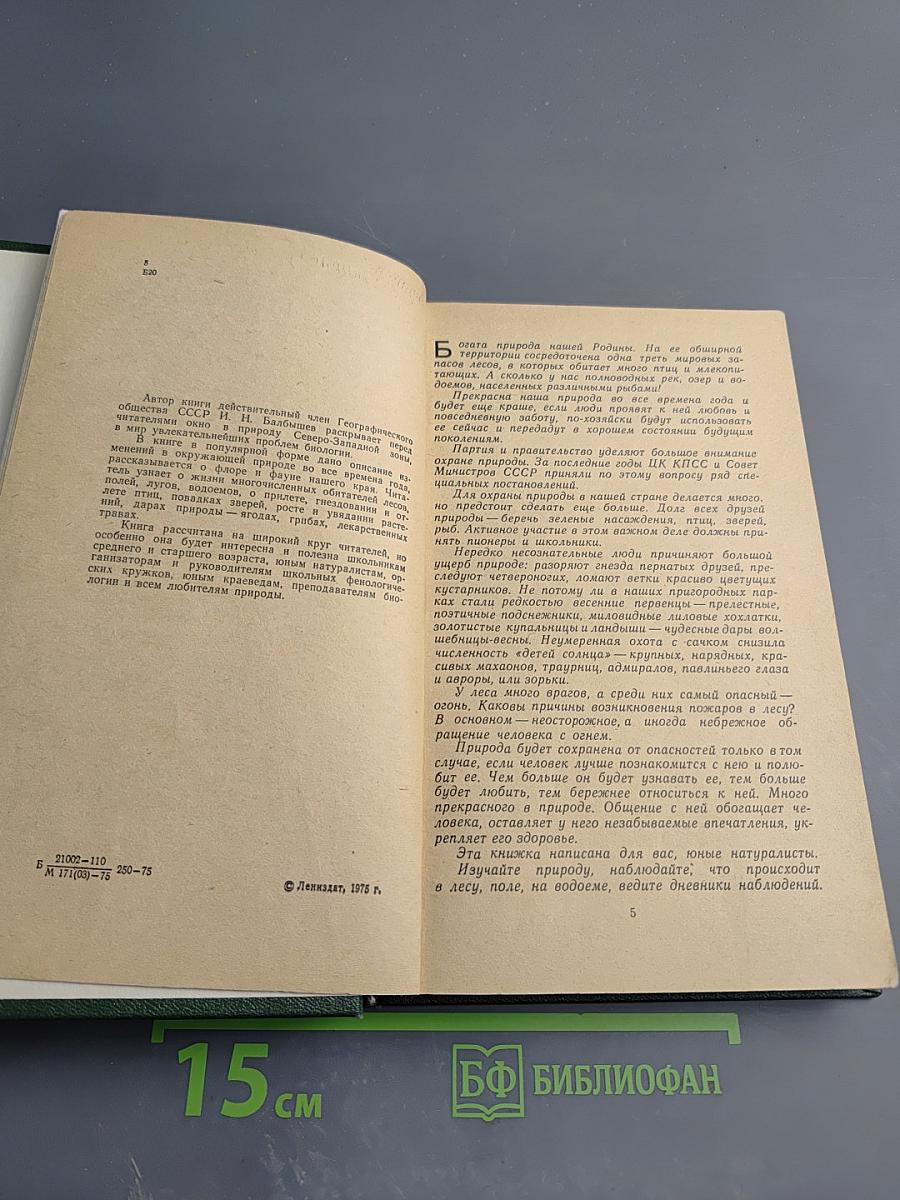 5
Б20
Автор книги действительный член Географического
общества СССР И. Н. Балбышев раскрывает перед
читателями окно в природу Северо-Западной зоны,
в мир увлекательнейших проблем биологии.
В книге в популярной форме дано описание из-
менений в окружающей природе во все времена года,
рассказывается о флоре и фауне нашего края. Чита-
тель узнает о жизни многочисленных обитателей лесов,
полей, лугов, водоемов, о прилете, гнездовании и от-
лете птиц, повадках зверей, росте и увядании расте-
ний, дарах природы — ягодах, грибах, лекарственных
травах.
Книга рассчитана на широкий круг читателей, но
особенно она будет интересна и полезна школьникам
среднего и старшего возраста, юным натуралистам, ор-
ганизаторам и руководителям школьных фенологиче-
ских кружков, юным краеведам, преподавателям био-
логии и всем любителям природы.
Б 21002—110
М 171(03)—75 250—75
© Лениздат, 1975 г.
Богата природа нашей Родины. На ее обширной
территории сосредоточена одна треть мировых за-
пасов лесов, в которых обитает много птиц и млекопи-
тающих. А сколько у нас полноводных рек, озер и во-
доемов, населенных различными рыбами!
Прекрасна наша природа во все времена года и
будет еще краше, если люди проявят к ней любовь и
повседневную заботу, по-хозяйски будут использовать
ее сейчас и передадут в хорошем состоянии будущим
поколениям.
Партия и правительство уделяют большое внимание
охране природы. За последние годы ЦК КПСС и Совет
Министров СССР приняли по этому вопросу ряд спе-
циальных постановлений.
Для охраны природы в нашей стране делается много,
но предстоит сделать еще больше. Долг всех друзей
природы — беречь зеленые насаждения, птиц, зверей,
рыб. Активное участие в этом важном деле должны при-
нять пионеры и школьники.
Нередко несознательные люди причиняют большой
ущерб природе: разоряют гнезда пернатых друзей, пре-
следуют четвероногих, ломают ветки красиво цветущих
кустарников. Не потому ли в наших пригородных пар-
ках стали редкостью весенние первенцы — прелестные,
поэтичные подснежники, миловидные лиловые хохлатки,
золотистые купальницы и ландыши — чудесные дары вол-
шебницы-весны. Неумеренная охота с сачком снизила
численность «детей солнца» — крупных, нарядных, кра-
сивых махаонов, траурниц, адмиралов, павлиньего глаза
и авроры, или зорьки.
У леса много врагов, а среди них самый опасный —
огонь. Каковы причины возникновения пожаров в лесу?
В основном — неосторожное, а иногда небрежное об-
ращение человека с огнем.
Природа будет сохранена от опасностей только в том
случае, если человек лучше познакомится с нею и полю-
бит ее. Чем больше он будет узнавать ее, тем больше
будет любить, тем бережнее относиться к ней. Много
прекрасного в природе. Общение с ней обогащает че-
ловека, оставляет у него незабываемые впечатления, ук-
репляет его здоровье.
Эта книжка написана для вас, юные натуралисты.
Изучайте природу, наблюдайте, что происходит
в лесу, поле, на водоеме, ведите дневники наблюдений.
5
15 см
БФ БИБЛИОФАН